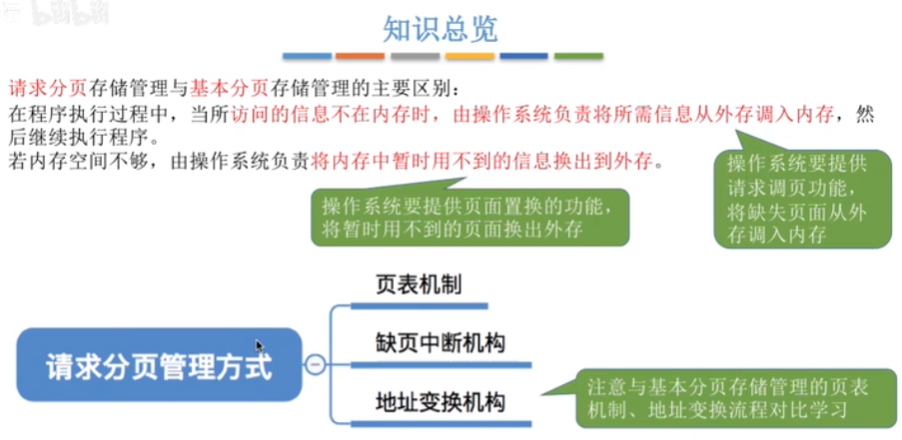 知识总览
请求分页存储管理与基本分页存储管理的主要区别：
在程序执行过程中，当所访问的信息不在内存时，由操作系统负责将所需信息从外存调入内存，然
后继续执行程序。
若内存空间不够，由操作系统负责将内存中暂时用不到的信息换出到外存。
操作系统要提供
请求调页功能，
将缺失页面从外
存调入内存
操作系统要提供页面置换的功能，
将暂时用不到的页面换出外存
请求分页管理方式
页表机制
缺页中断机构
地址变换机构
注意与基本分页存储管理的页表
机制、地址变换流程对比学习